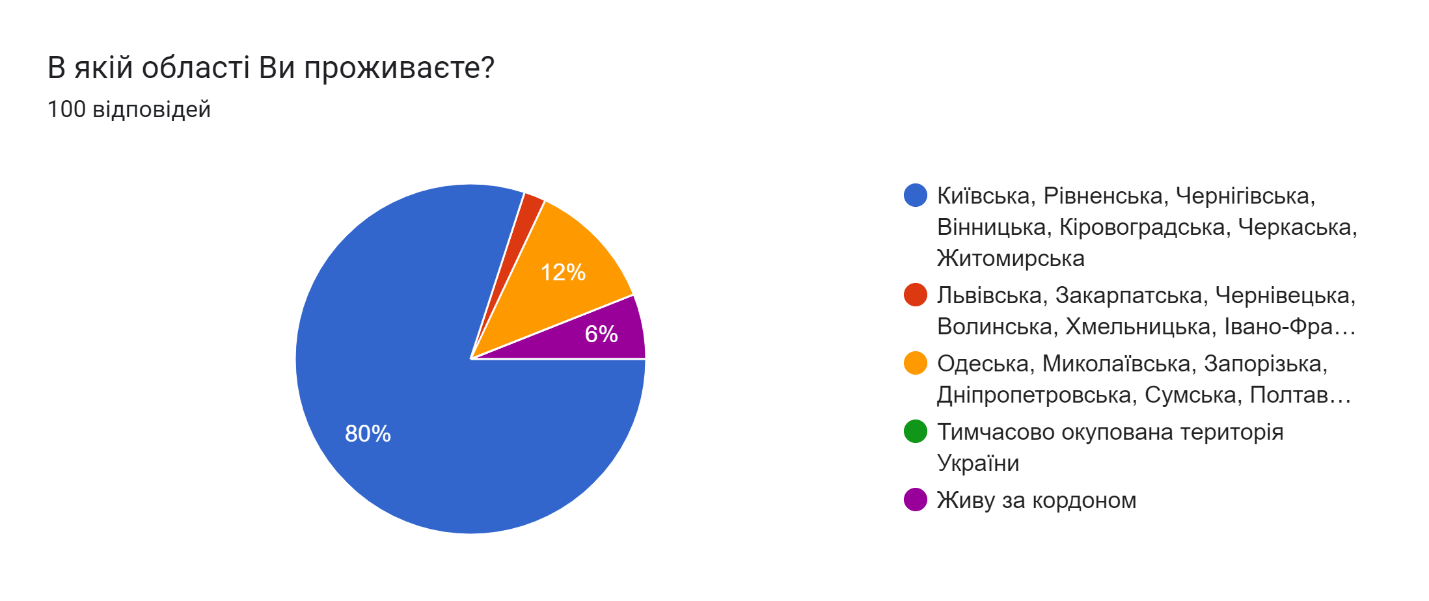 В якій області Ви проживаєте?
100 відповідей
12%
6%
80%
Київська, Рівненська, Чернігівська,
Вінницька, Кіровоградська, Черкаська,
Житомирська
Львівська, Закарпатська, Чернівецька,
Волинська, Хмельницька, Івано-Фра…
Одеська, Миколаївська, Запорізька,
Дніпропетровська, Сумська, Полтав…
Тимчасово окупована територія
України
Живу за кордоном